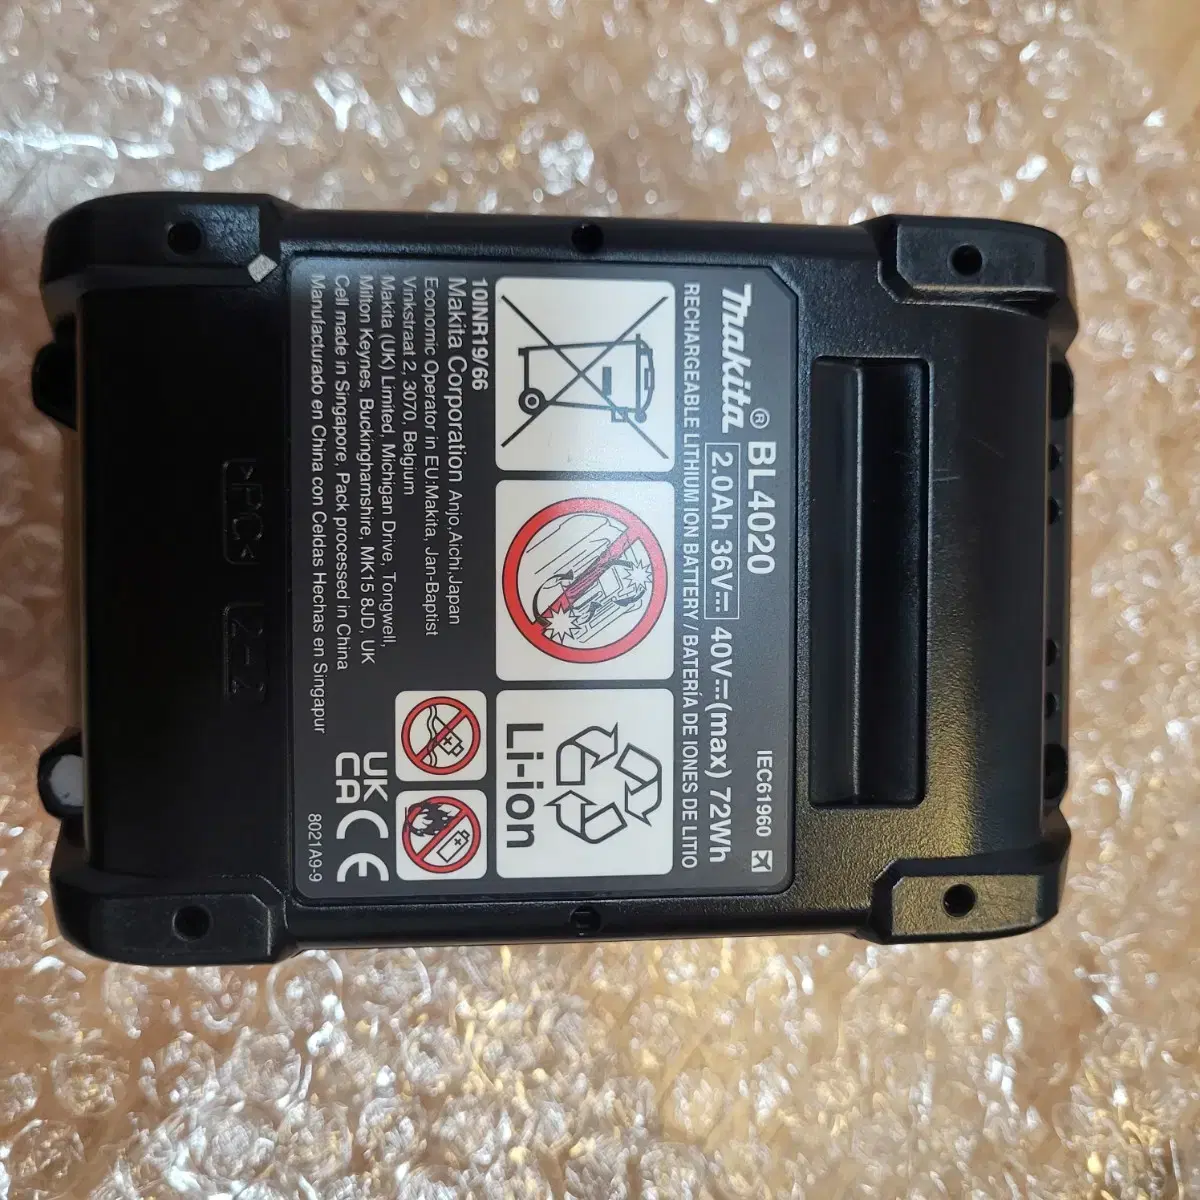 makita® BL4020 IEC61960
2.0Ah 36V⎓ 40V⎓(max) 72Wh
RECHARGEABLE LITHIUM ION BATTERY / BATERÍA DE IONES DE LITIO
Li-ion
10INR19/66
Makita Corporation Anjo,Aichi,Japan
Economic Operator in EU:Makita, Jan-Baptist
Vinkstraat 2, 3070, Belgium
Makita (UK) Limited, Michigan Drive, Tongwell,
Milton Keynes, Buckinghamshire, MK15 8JD, UK
Cell made in Singapore, Pack processed in China
Manufacturado en China con Celdas Hechas en Singapur
UK
CA
CE
8021A9-9
>PC<
2-2